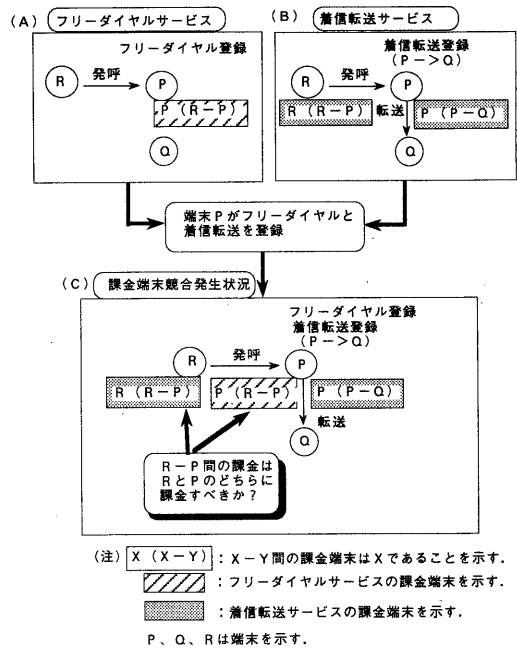 (A) フリーダイヤルサービス
フリーダイヤル登録
R 発呼 P
P (R－P)
Q
(B) 着信転送サービス
着信転送登録
(P－>Q)
R 発呼 P
R (R－P) 転送 P (P－Q)
Q
端末Pがフリーダイヤルと
着信転送を登録
(C) 課金端末競合発生状況
フリーダイヤル登録
着信転送登録
(P－>Q)
R 発呼 P
R (R－P) P (R－P) P (P－Q)
転送
Q
R－P間の課金は
RとPのどちらに
課金すべきか？
(注) X (X－Y) : X－Y間の課金端末はXであることを示す．
: フリーダイヤルサービスの課金端末を示す．
: 着信転送サービスの課金端末を示す．
P、Q、Rは端末を示す．